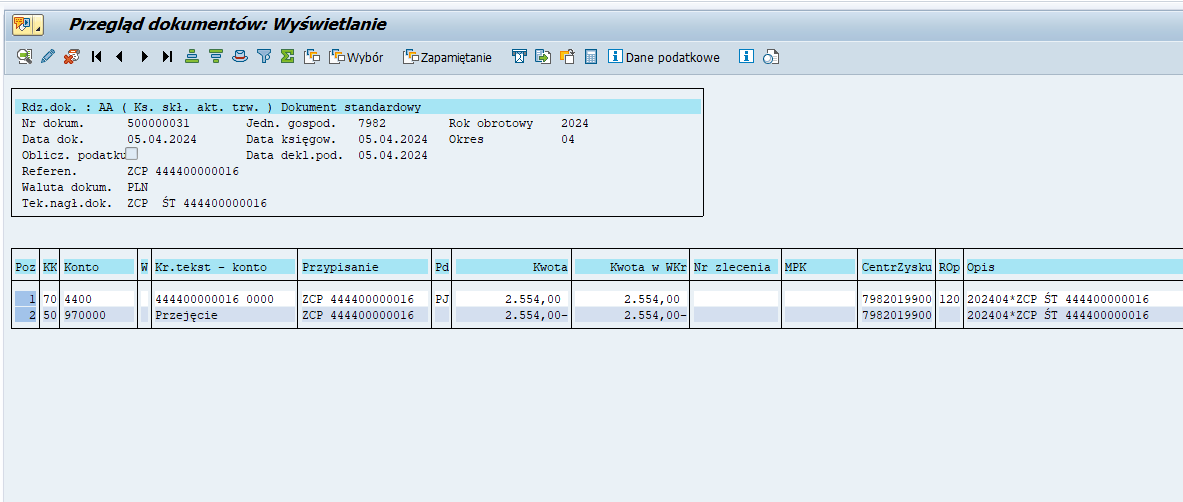 Przegląd dokumentów: Wyświetlanie
Wybór Zapamiętanie Dane podatkowe
Rdz.dok. : AA ( Ks. skł. akt. trw. ) Dokument standardowy
Nr dokum. 500000031 Jedn. gospod. 7982 Rok obrotowy 2024
Data dok. 05.04.2024 Data księgow. 05.04.2024 Okres 04
Oblicz. podatku Data dekl.pod. 05.04.2024
Referen. ZCP 444400000016
Waluta dokum. PLN
Tek.nagł.dok. ZCP ŚT 444400000016
Poz KK Konto W Kr.tekst - konto Przypisanie Pd Kwota Kwota w WKr Nr zlecenia MPK CentrZysku ROp Opis
1 70 4400 444400000016 0000 ZCP 444400000016 PJ 2.554,00 2.554,00 7982019900 120 202404*ZCP ŚT 444400000016
2 50 970000 Przejęcie ZCP 444400000016 2.554,00- 2.554,00- 7982019900 202404*ZCP ŚT 444400000016